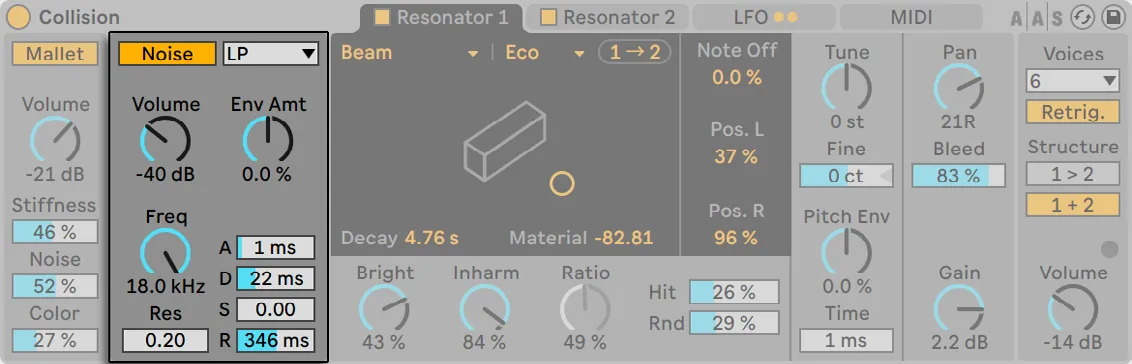 Collision
Resonator 1
Resonator 2
LFO
MIDI
AAS
Mallet
Volume
-21 dB
Stiffness
46 %
Noise
52 %
Color
27 %
Noise LP
Volume Env Amt
-40 dB 0.0 %
Freq
18.0 kHz
Res
0.20
A 1 ms
D 22 ms
S 0.00
R 346 ms
Beam Eco 1→2
Decay 4.76 s Material -82.81
Note Off
0.0 %
Pos. L
37 %
Pos. R
96 %
Bright Inharm Ratio
43 % 84 % 49 %
Hit 26 %
Rnd 29 %
Tune
0 st
Fine
0 ct
Pitch Env
0.0 %
Time
1 ms
Pan
21R
Bleed
83 %
Gain
2.2 dB
Voices
6
Retrig.
Structure
1 > 2
1 + 2
Volume
-14 dB